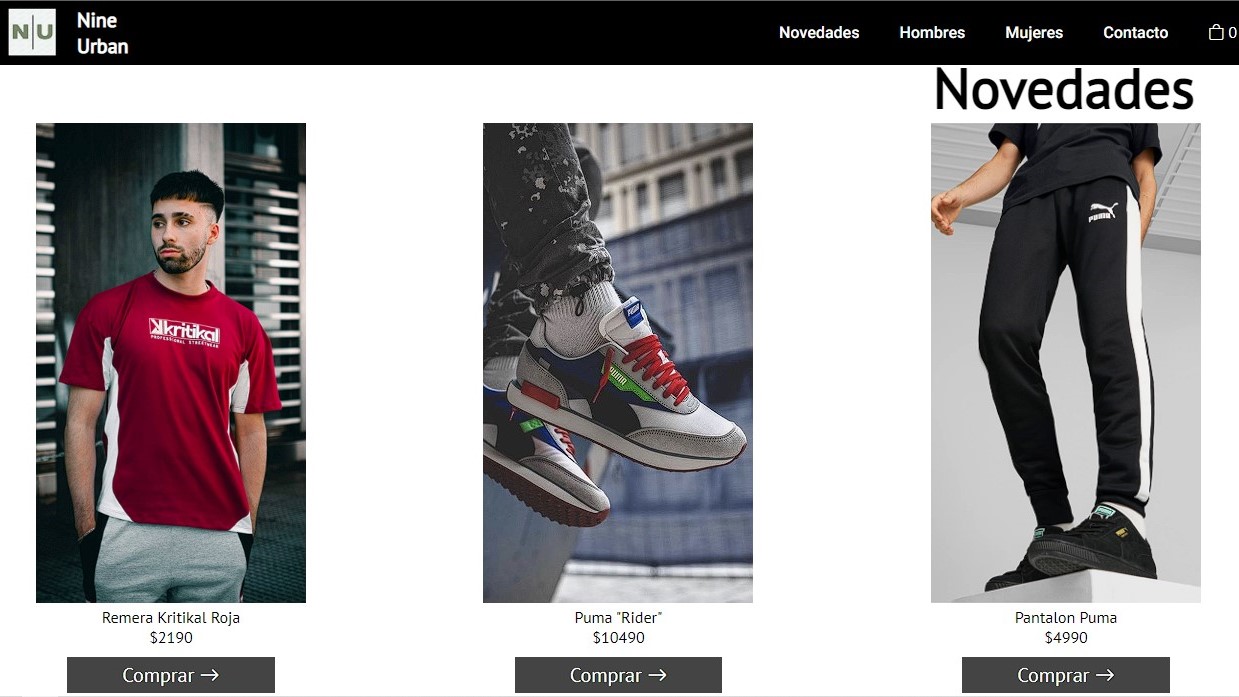 N|U
Nine
Urban
Novedades
Hombres
Mujeres
Contacto
0
Novedades
kritikal
PROFESSIONAL STREETWEAR
Remera Kritikal Roja
$2190
Comprar →
PUMA
PUMA
Puma "Rider"
$10490
Comprar →
PUMA
Pantalon Puma
$4990
Comprar →